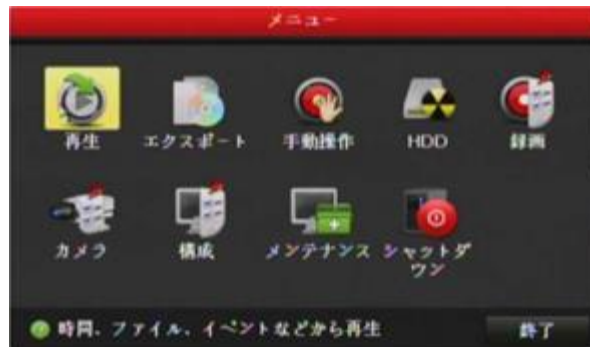 メニュー
再生
エクスポート
手動操作
HDD
録画
カメラ
構成
メンテナンス
シャットダ
ウン
時間、ファイル、イベントなどから再生
終了